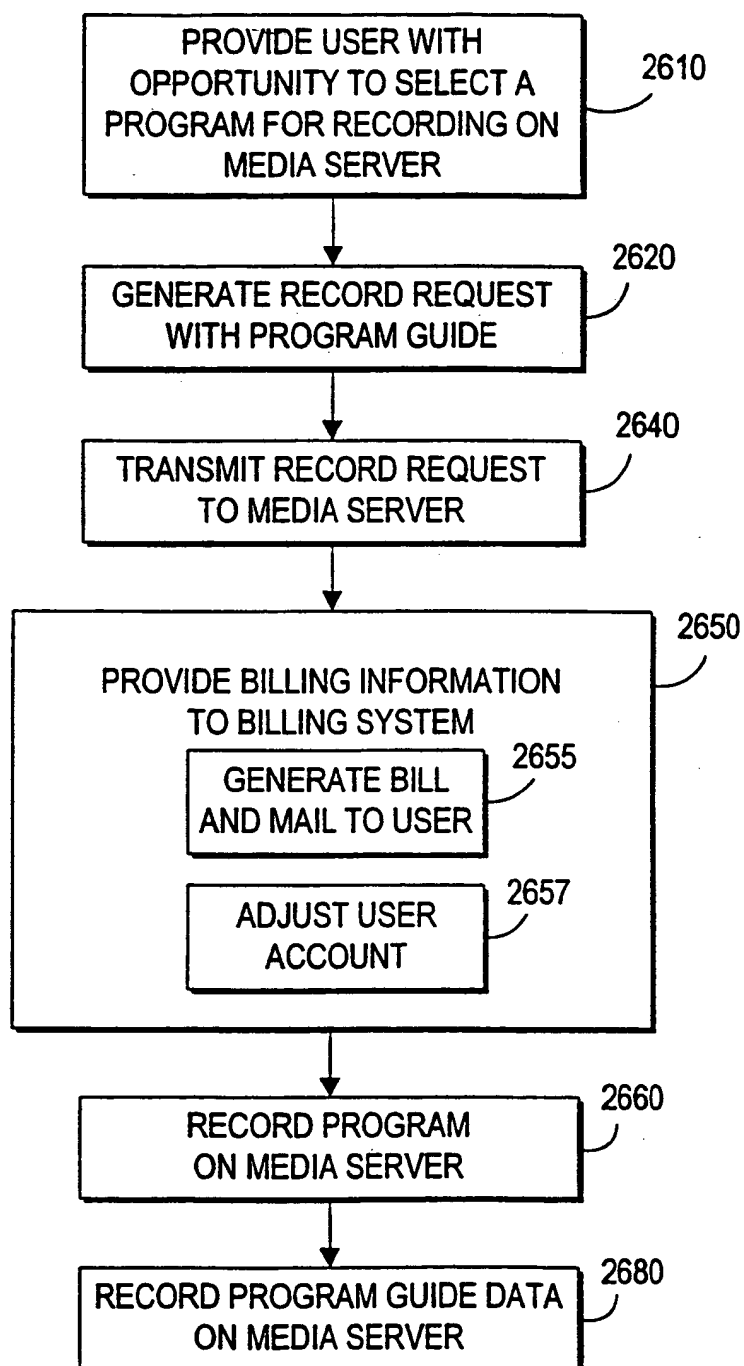 PROVIDE USER WITH
OPPORTUNITY TO SELECT A
PROGRAM FOR RECORDING ON
MEDIA SERVER
2610
GENERATE RECORD REQUEST
WITH PROGRAM GUIDE
2620
TRANSMIT RECORD REQUEST
TO MEDIA SERVER
2640
PROVIDE BILLING INFORMATION
TO BILLING SYSTEM
2650
GENERATE BILL
AND MAIL TO USER
2655
ADJUST USER
ACCOUNT
2657
RECORD PROGRAM
ON MEDIA SERVER
2660
RECORD PROGRAM GUIDE DATA
ON MEDIA SERVER
2680